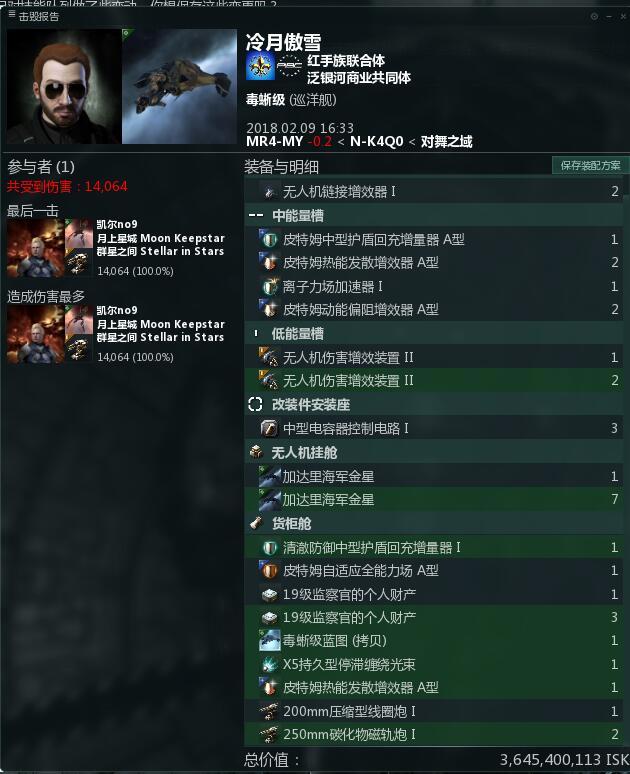 击毁报告
冷月傲雪
红手族联合体
泛银河商业共同体
毒蜥级 (巡洋舰)
2018.02.09 16:33
MR4-MY -0.2 < N-K4Q0 < 对舞之域
参与者 (1)
共受到伤害：14,064
最后一击
凯尔no9
月上星城 Moon Keepstar
群星之间 Stellar in Stars
14,064 (100.0%)
造成伤害最多
凯尔no9
月上星城 Moon Keepstar
群星之间 Stellar in Stars
14,064 (100.0%)
装备与明细
保存装配方案
无人机链接增效器 I 2
中能量槽
皮特姆中型护盾回充增量器 A型 1
皮特姆热能发散增效器 A型 2
离子力场加速器 I 1
皮特姆动能偏阻增效器 A型 2
低能量槽
无人机伤害增效装置 II 1
无人机伤害增效装置 II 2
改装件安装座
中型电容器控制电路 I 3
无人机挂舱
加达里海军金星 1
加达里海军金星 7
货柜舱
清澈防御中型护盾回充增量器 I 1
皮特姆自适应全能力场 A型 1
19级监察官的个人财产 1
19级监察官的个人财产 3
毒蜥级蓝图 (拷贝) 1
X5持久型停滞缠绕光束 1
皮特姆热能发散增效器 A型 1
200mm压缩型线圈炮 I 1
250mm碳化物磁轨炮 I 2
总价值： 3,645,400,113 ISK